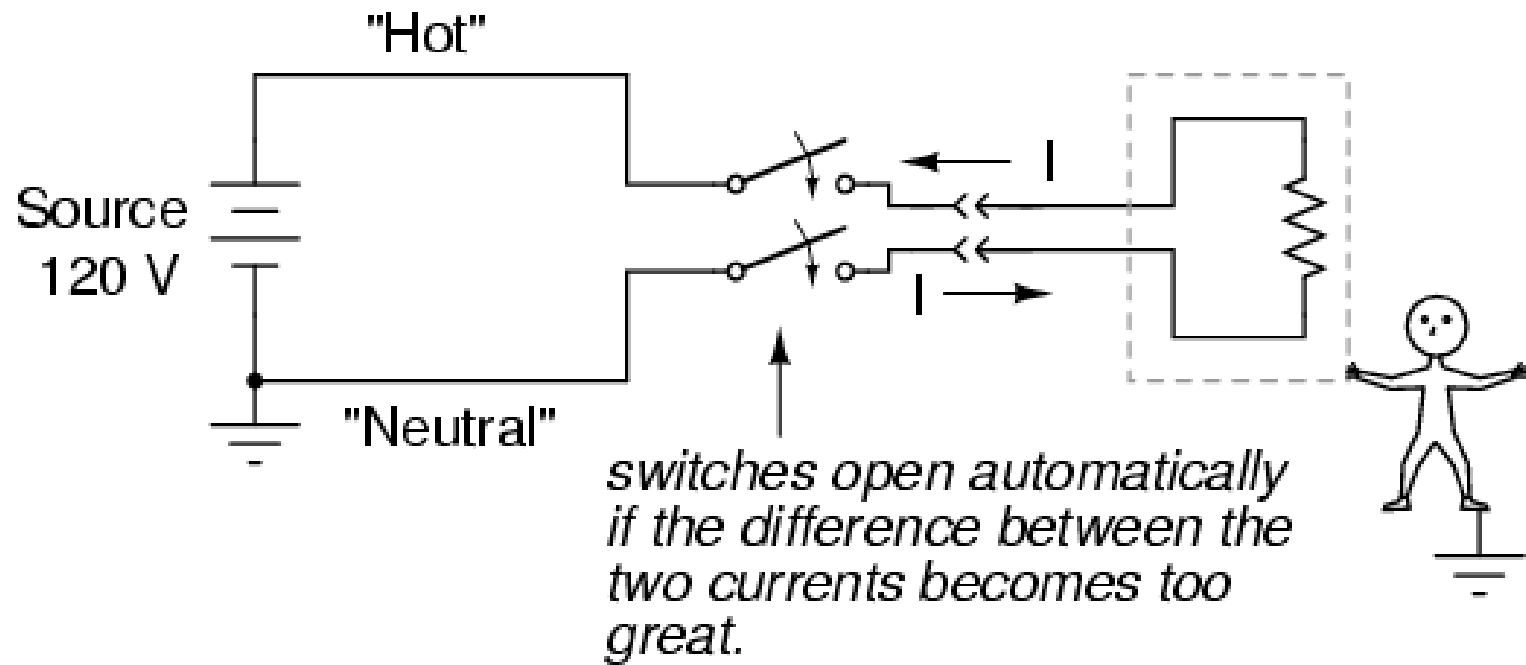 "Hot"
Source
120 V
I
I
"Neutral"
switches open automatically
if the difference between the
two currents becomes too
great.